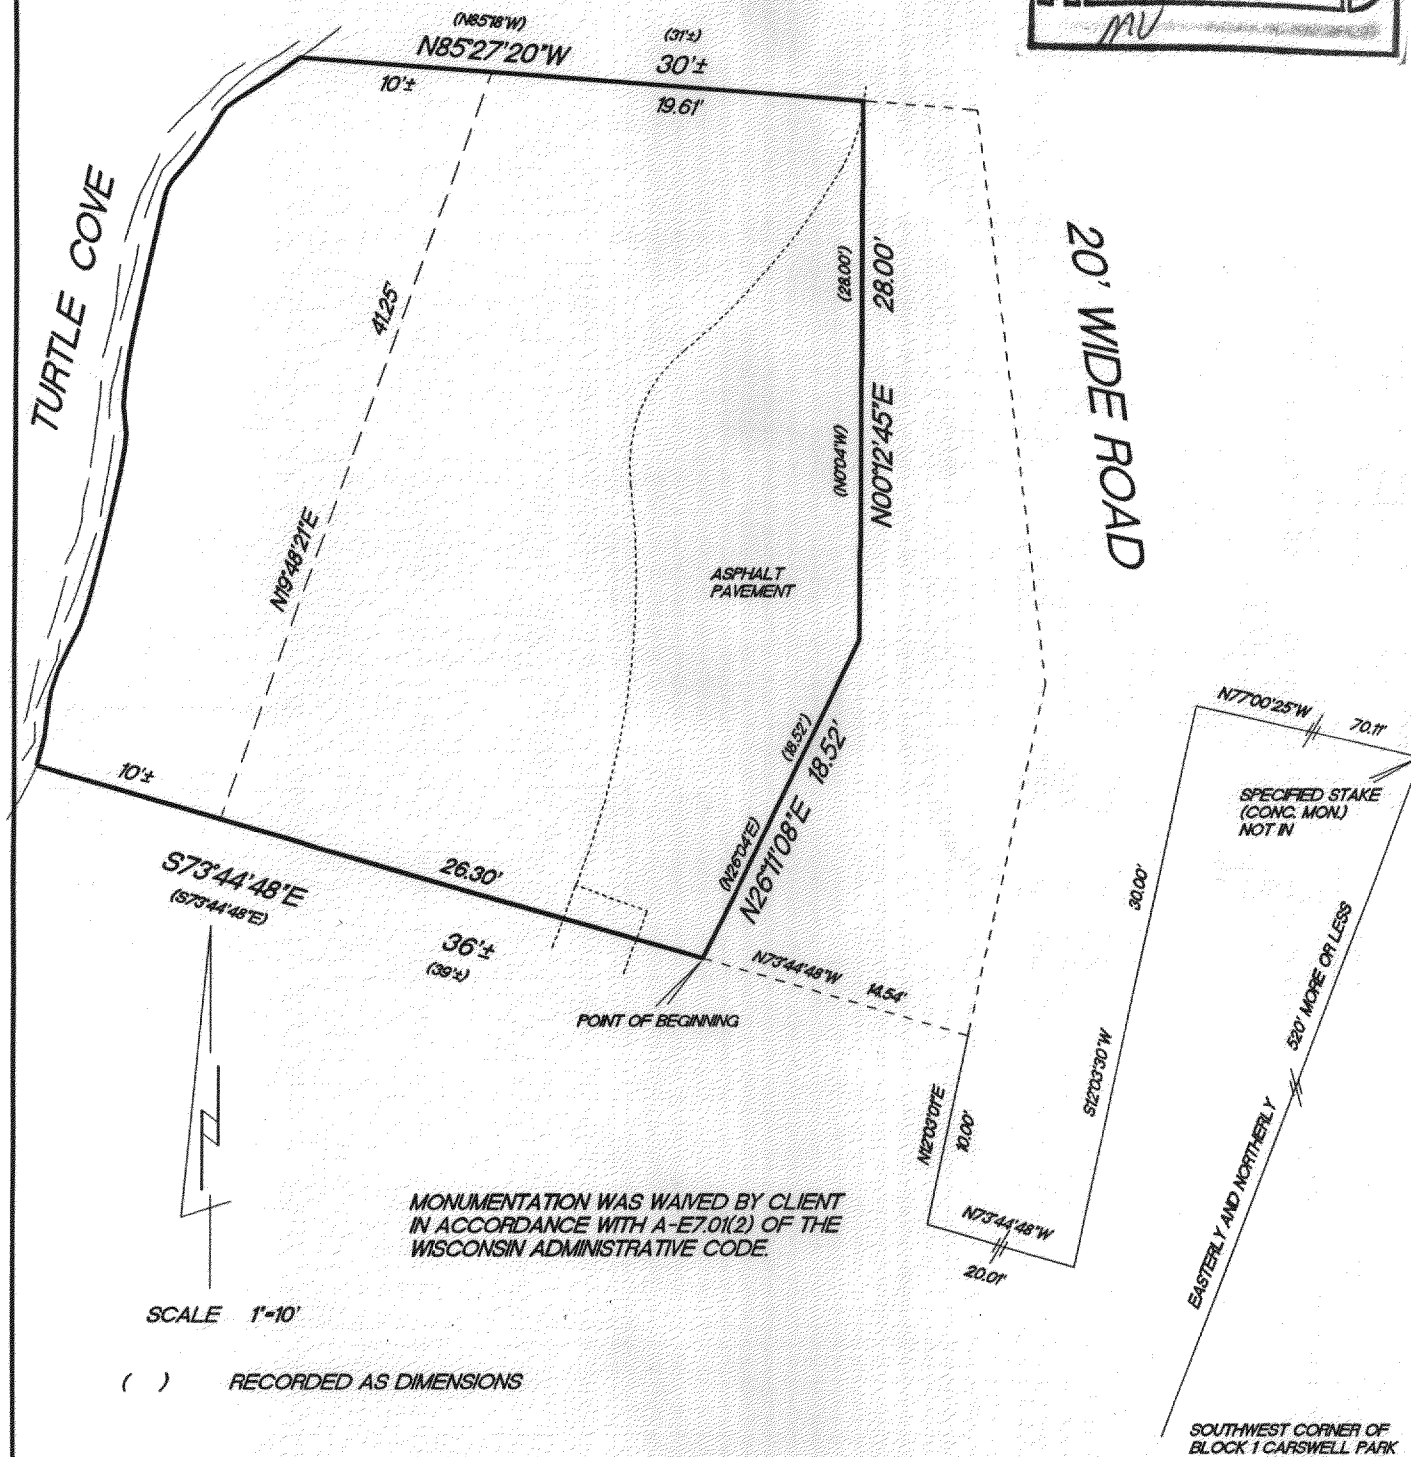 MU
(N85°18'W)
N85°27'20"W
(31'±)
30'±
10'±
19.61'
TURTLE COVE
41.25'
N19°48'21"E
(28.00')
28.00'
(N0°04'W)
N00°12'45"E
20' WIDE ROAD
ASPHALT
PAVEMENT
(18.52')
18.52'
(N26°04'E)
N26°11'08"E
10'±
S73°44'48"E
(S73°44'48"E)
26.30'
36'±
(39'±)
POINT OF BEGINNING
N73°44'48"W
14.54'
N77°00'25"W
70.11'
SPECIFIED STAKE
(CONC. MON.)
NOT IN
30.00'
S12°03'30"W
520' MORE OR LESS
EASTERLY AND NORTHERLY
N12°03'01"E
10.00'
N73°44'48"W
20.01'
MONUMENTATION WAS WAIVED BY CLIENT
IN ACCORDANCE WITH A-E7.01(2) OF THE
WISCONSIN ADMINISTRATIVE CODE.
SCALE 1"=10'
( ) RECORDED AS DIMENSIONS
SOUTHWEST CORNER OF
BLOCK 1 CARSWELL PARK